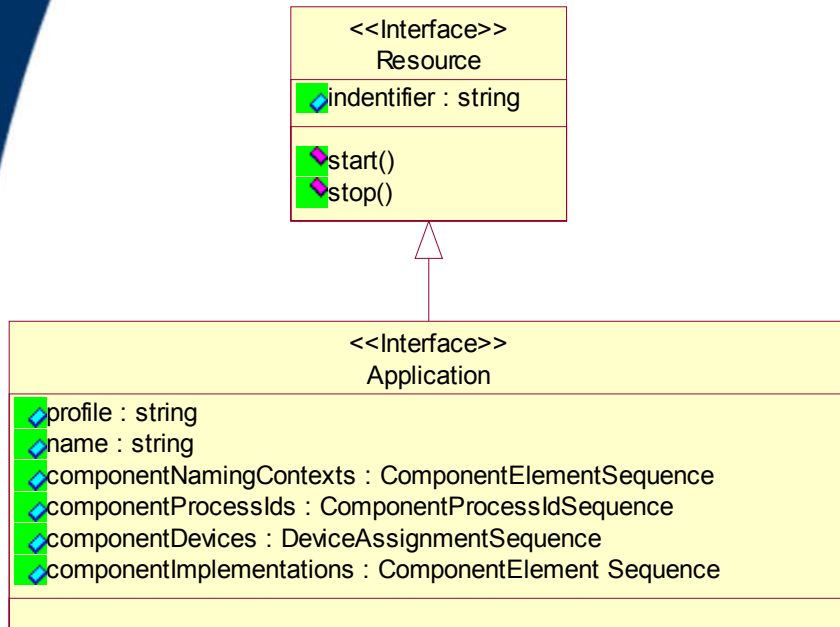 <<Interface>>
Resource
indentifier : string
start()
stop()
<<Interface>>
Application
profile : string
name : string
componentNamingContexts : ComponentElementSequence
componentProcessIds : ComponentProcessIdSequence
componentDevices : DeviceAssignmentSequence
componentImplementations : ComponentElement Sequence